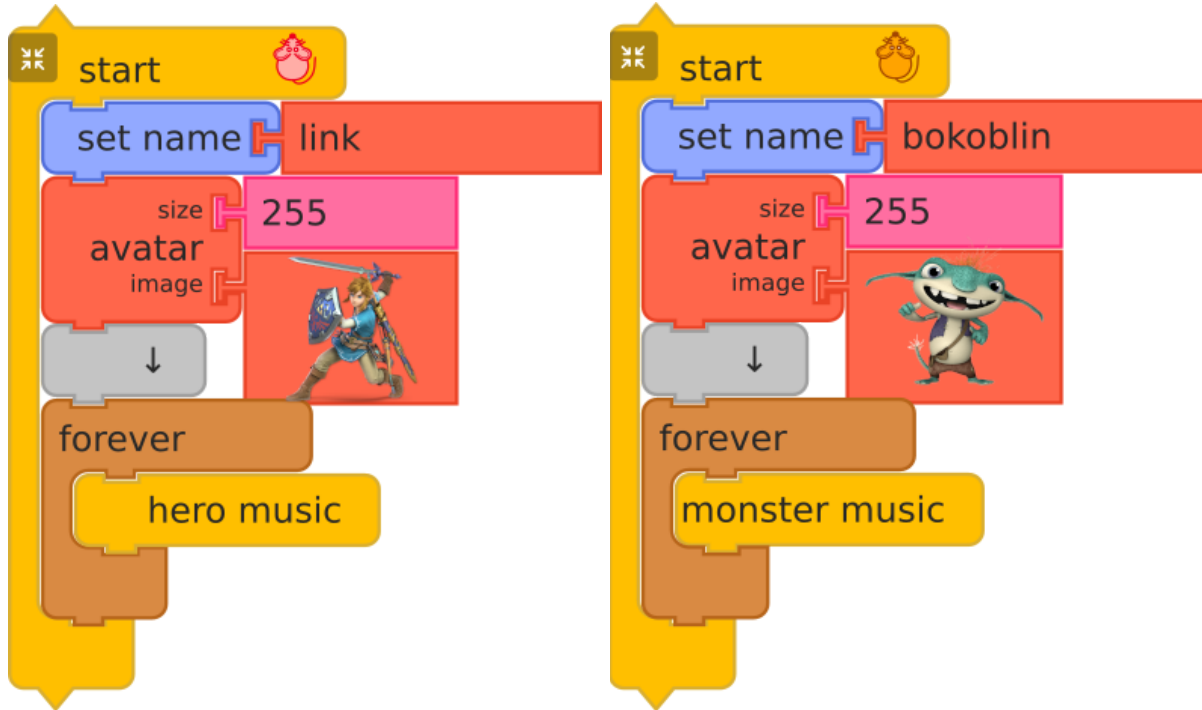 start
set name link
size 255
avatar
image
↓
forever
hero music
start
set name bokoblin
size 255
avatar
image
↓
forever
monster music